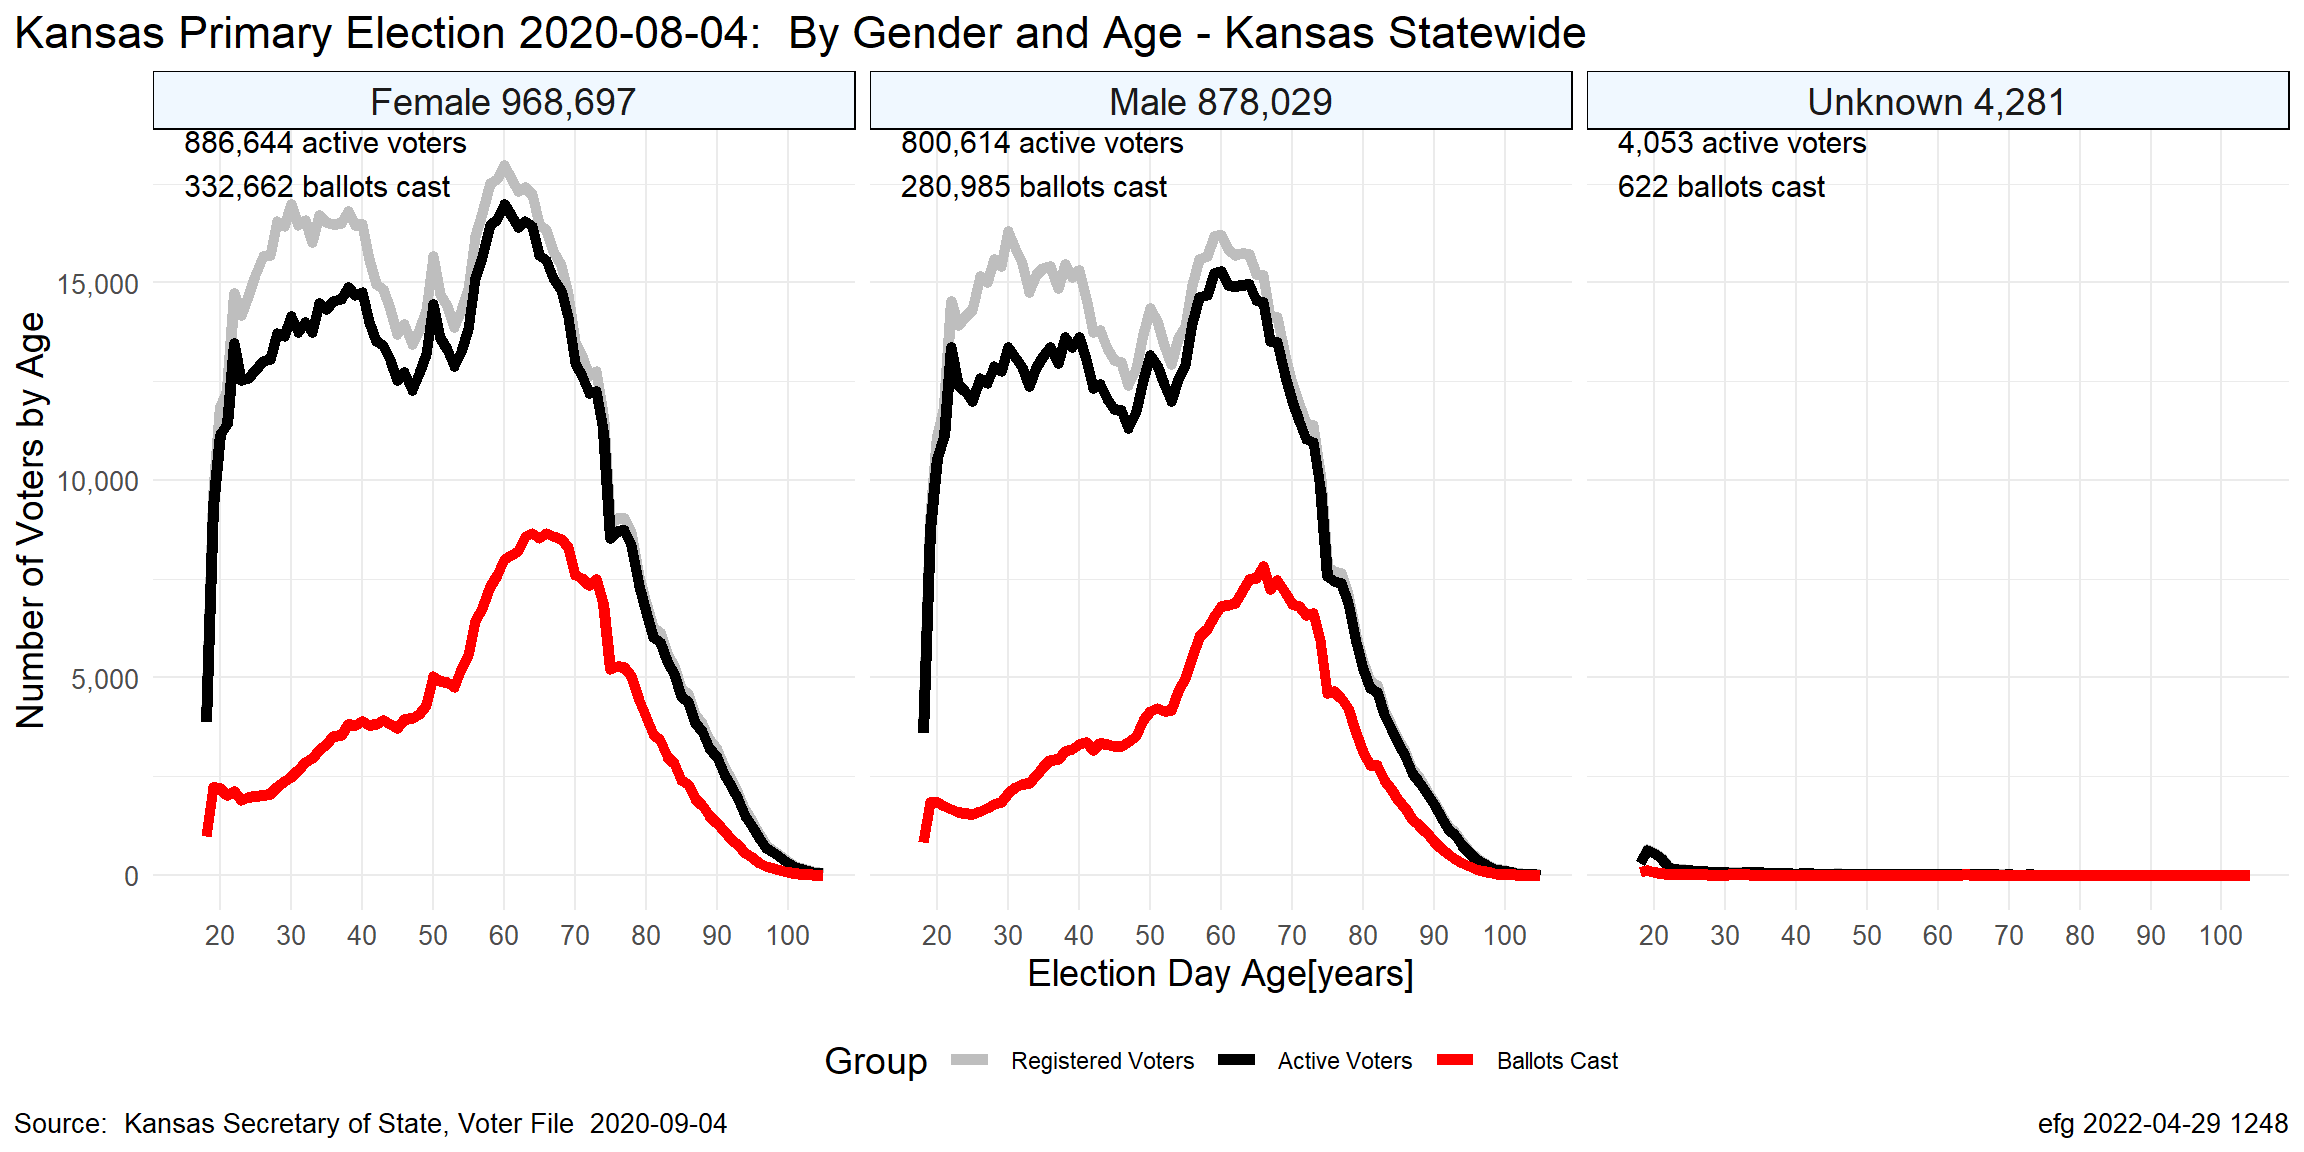 Kansas Primary Election 2020-08-04:  By Gender and Age - Kansas Statewide
Female 968,697
Male 878,029
Unknown 4,281
886,644 active voters
332,662 ballots cast
800,614 active voters
280,985 ballots cast
4,053 active voters
622 ballots cast
Number of Voters by Age
15,000
10,000
5,000
0
20 30 40 50 60 70 80 90 100
20 30 40 50 60 70 80 90 100
20 30 40 50 60 70 80 90 100
Election Day Age[years]
Group Registered Voters Active Voters Ballots Cast
Source:  Kansas Secretary of State, Voter File  2020-09-04
efg 2022-04-29 1248